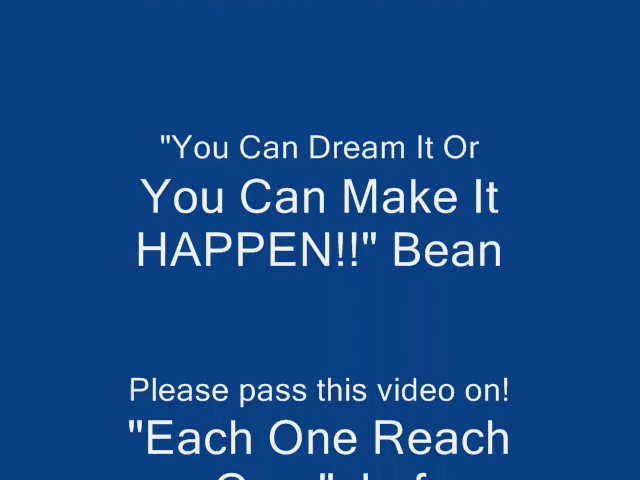 "You Can Dream It Or
You Can Make It
HAPPEN!!" Bean
Please pass this video on!
"Each One Reach